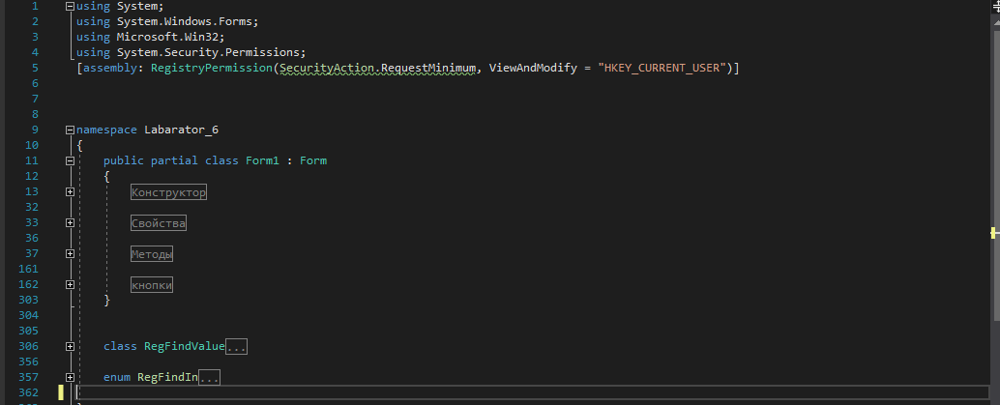 1 using System;
2 using System.Windows.Forms;
3 using Microsoft.Win32;
4 using System.Security.Permissions;
5 [assembly: RegistryPermission(SecurityAction.RequestMinimum, ViewAndModify = "HKEY_CURRENT_USER")]
6
7
8
9 namespace Labarator_6
10 {
11 public partial class Form1 : Form
12 {
13 Конструктор
32
33 Свойства
36
37 Методы
161
162 кнопки
303 }
304
305
306 class RegFindValue...
356
357 enum RegFindIn...
362